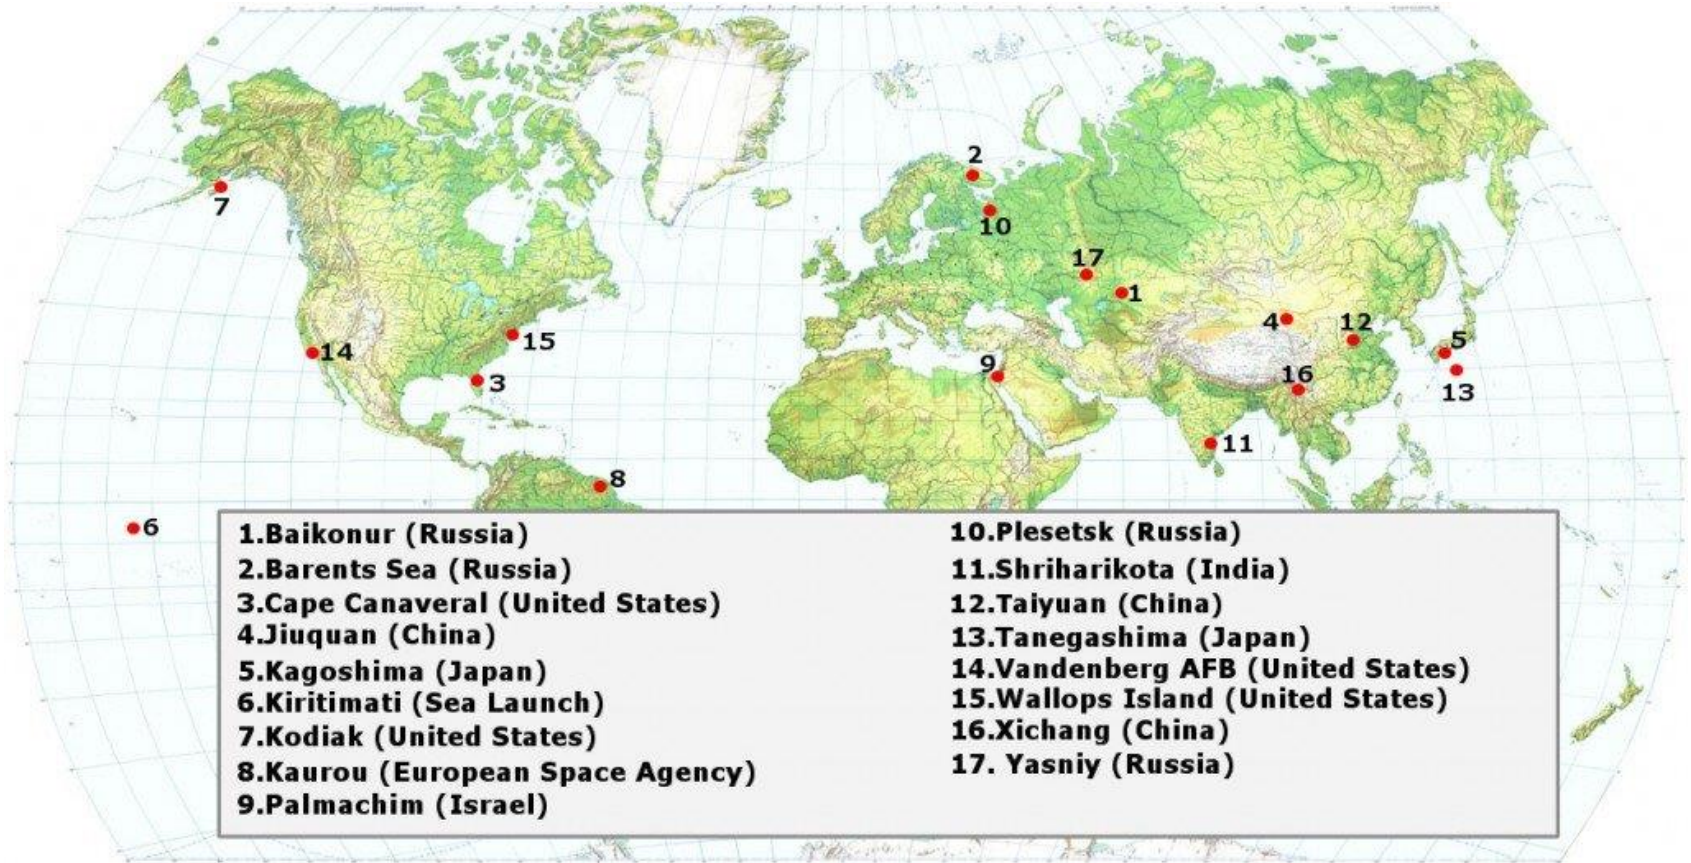 2
7
10
17
1
4
12
5
15
14
9
3
13
16
11
8
6
1.Baikonur (Russia)
2.Barents Sea (Russia)
3.Cape Canaveral (United States)
4.Jiuquan (China)
5.Kagoshima (Japan)
6.Kiritimati (Sea Launch)
7.Kodiak (United States)
8.Kaurou (European Space Agency)
9.Palmachim (Israel)
10.Plesetsk (Russia)
11.Shriharikota (India)
12.Taiyuan (China)
13.Tanegashima (Japan)
14.Vandenberg AFB (United States)
15.Wallops Island (United States)
16.Xichang (China)
17. Yasniy (Russia)